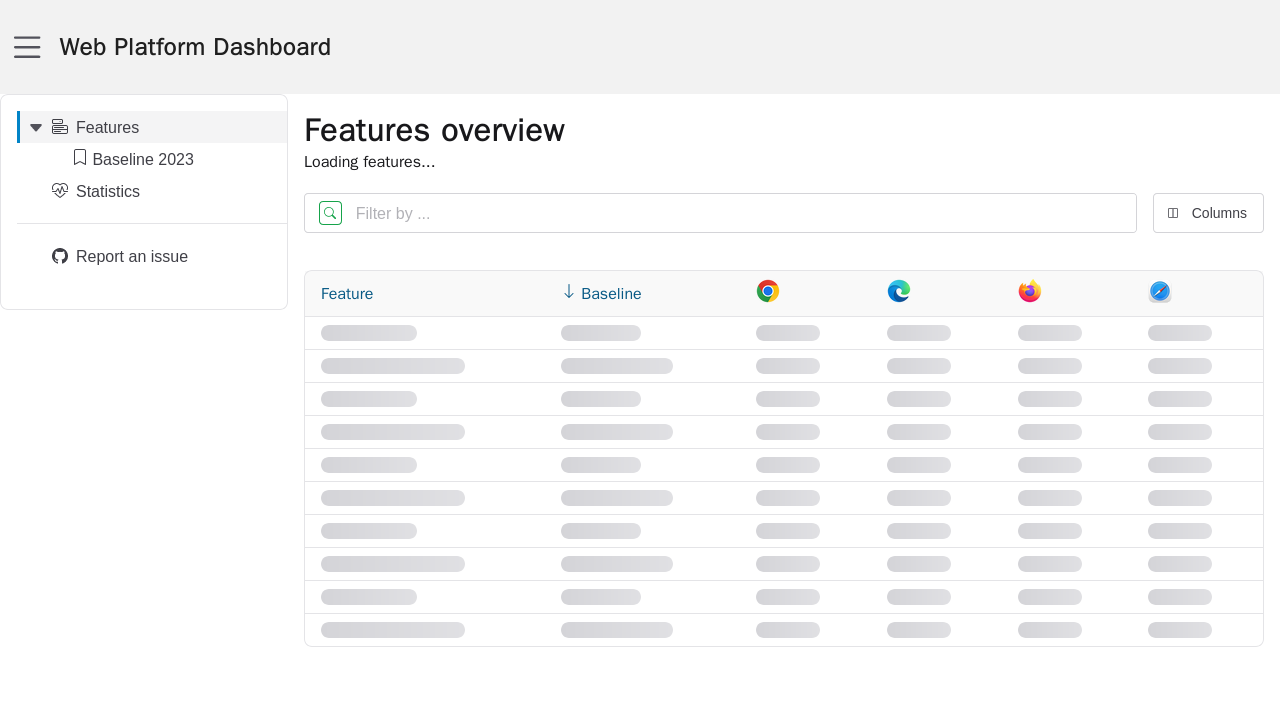 Web Platform Dashboard
Features
Baseline 2023
Statistics
Report an issue
Features overview
Loading features...
Filter by ...
Columns
Feature
Baseline